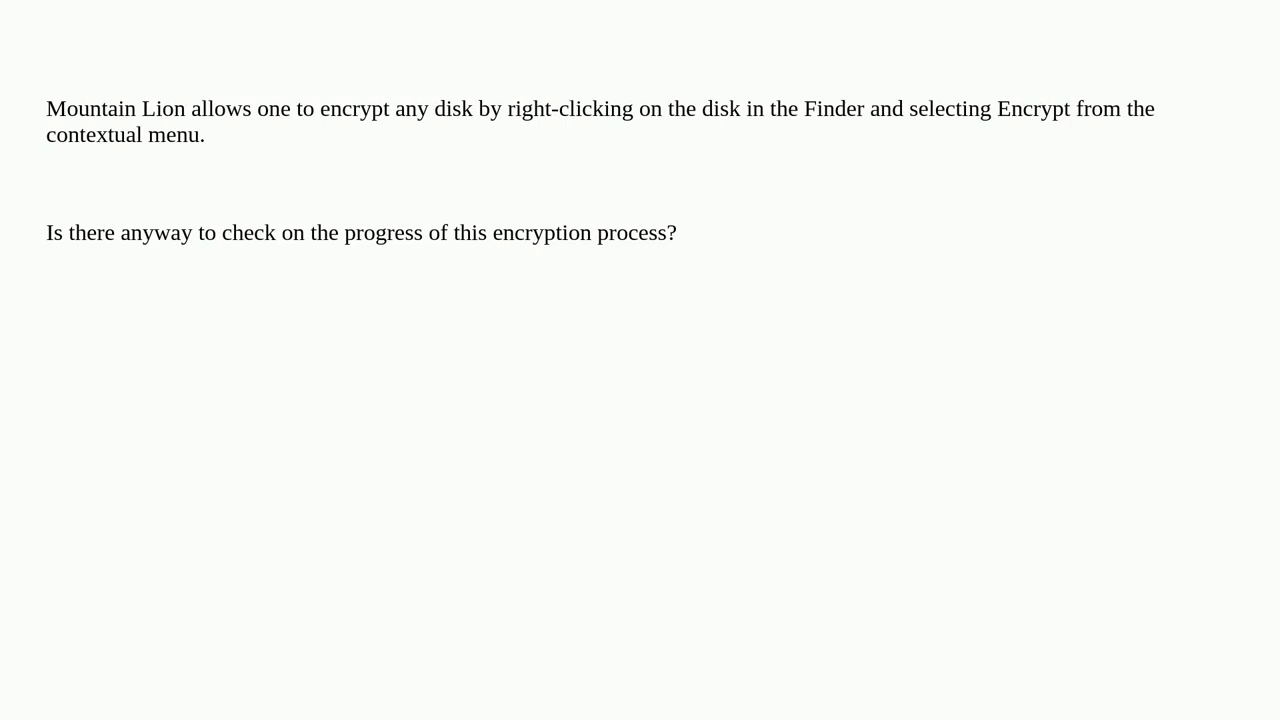 Mountain Lion allows one to encrypt any disk by right-clicking on the disk in the Finder and selecting Encrypt from the
contextual menu.
Is there anyway to check on the progress of this encryption process?